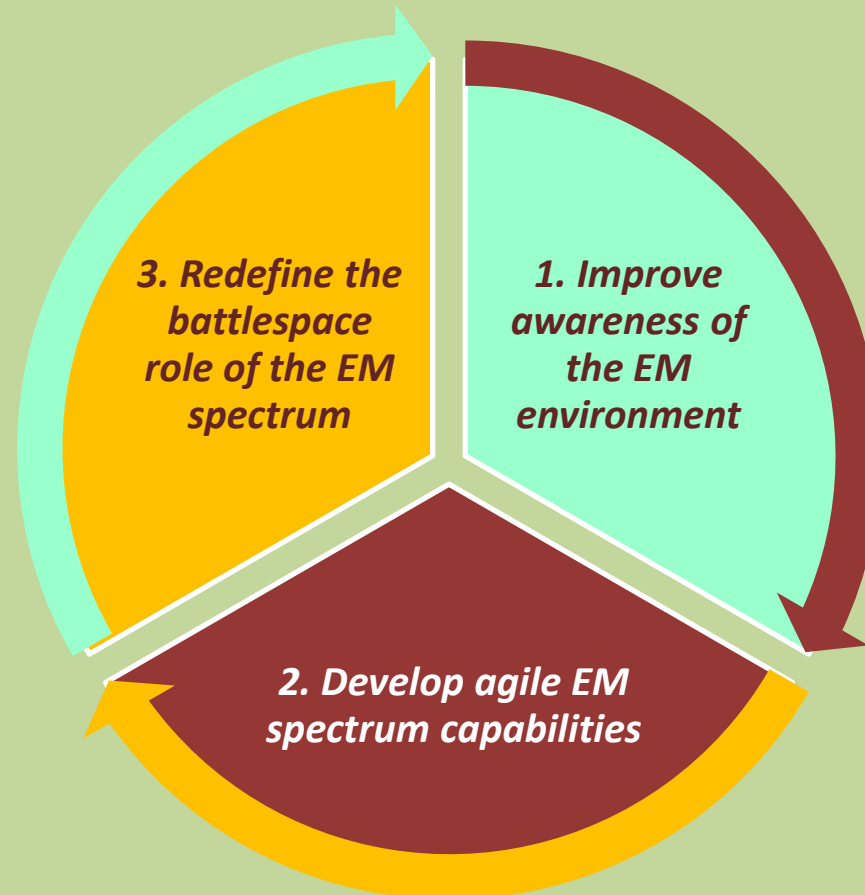 1. Improve
awareness of
the EM
environment
2. Develop agile EM
spectrum capabilities
3. Redefine the
battlespace
role of the EM
spectrum